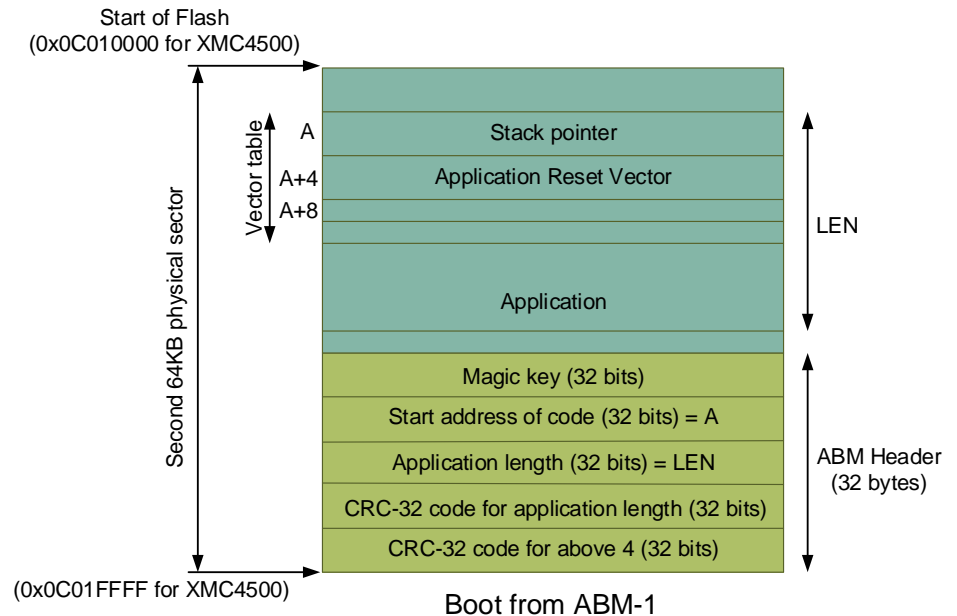 Start of Flash
(0x0C010000 for XMC4500)
Second 64KB physical sector
Vector table
A
Stack pointer
A+4
Application Reset Vector
A+8
LEN
Application
Magic key (32 bits)
Start address of code (32 bits) = A
Application length (32 bits) = LEN
CRC-32 code for application length (32 bits)
CRC-32 code for above 4 (32 bits)
ABM Header
(32 bytes)
(0x0C01FFFF for XMC4500)
Boot from ABM-1